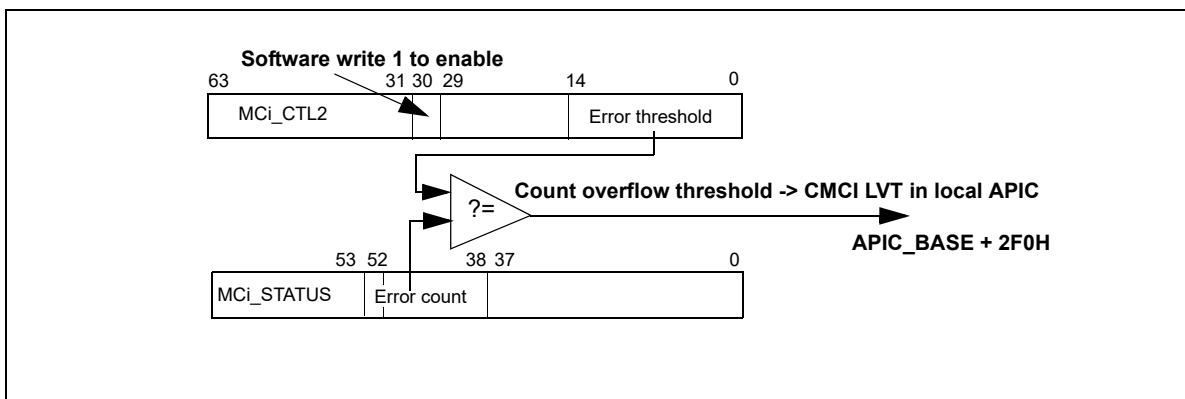 Software write 1 to enable
63 31 30 29 14 0
MCi_CTL2 Error threshold
?=
Count overflow threshold -> CMCI LVT in local APIC
APIC_BASE + 2F0H
53 52 38 37 0
MCi_STATUS Error count